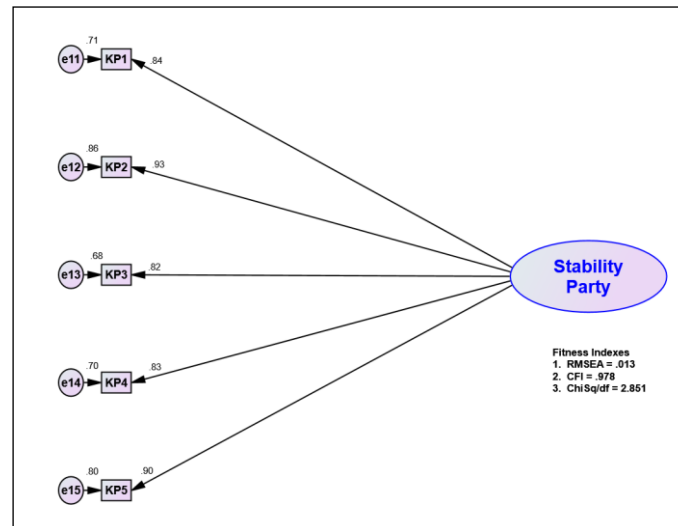 .71
e11 KP1 .84
.86
e12 KP2 .93
.68
e13 KP3 .82
Stability
Party
Fitness Indexes
1. RMSEA = .013
2. CFI = .978
3. ChiSq/df = 2.851
.70
e14 KP4 .83
.80
e15 KP5 .90